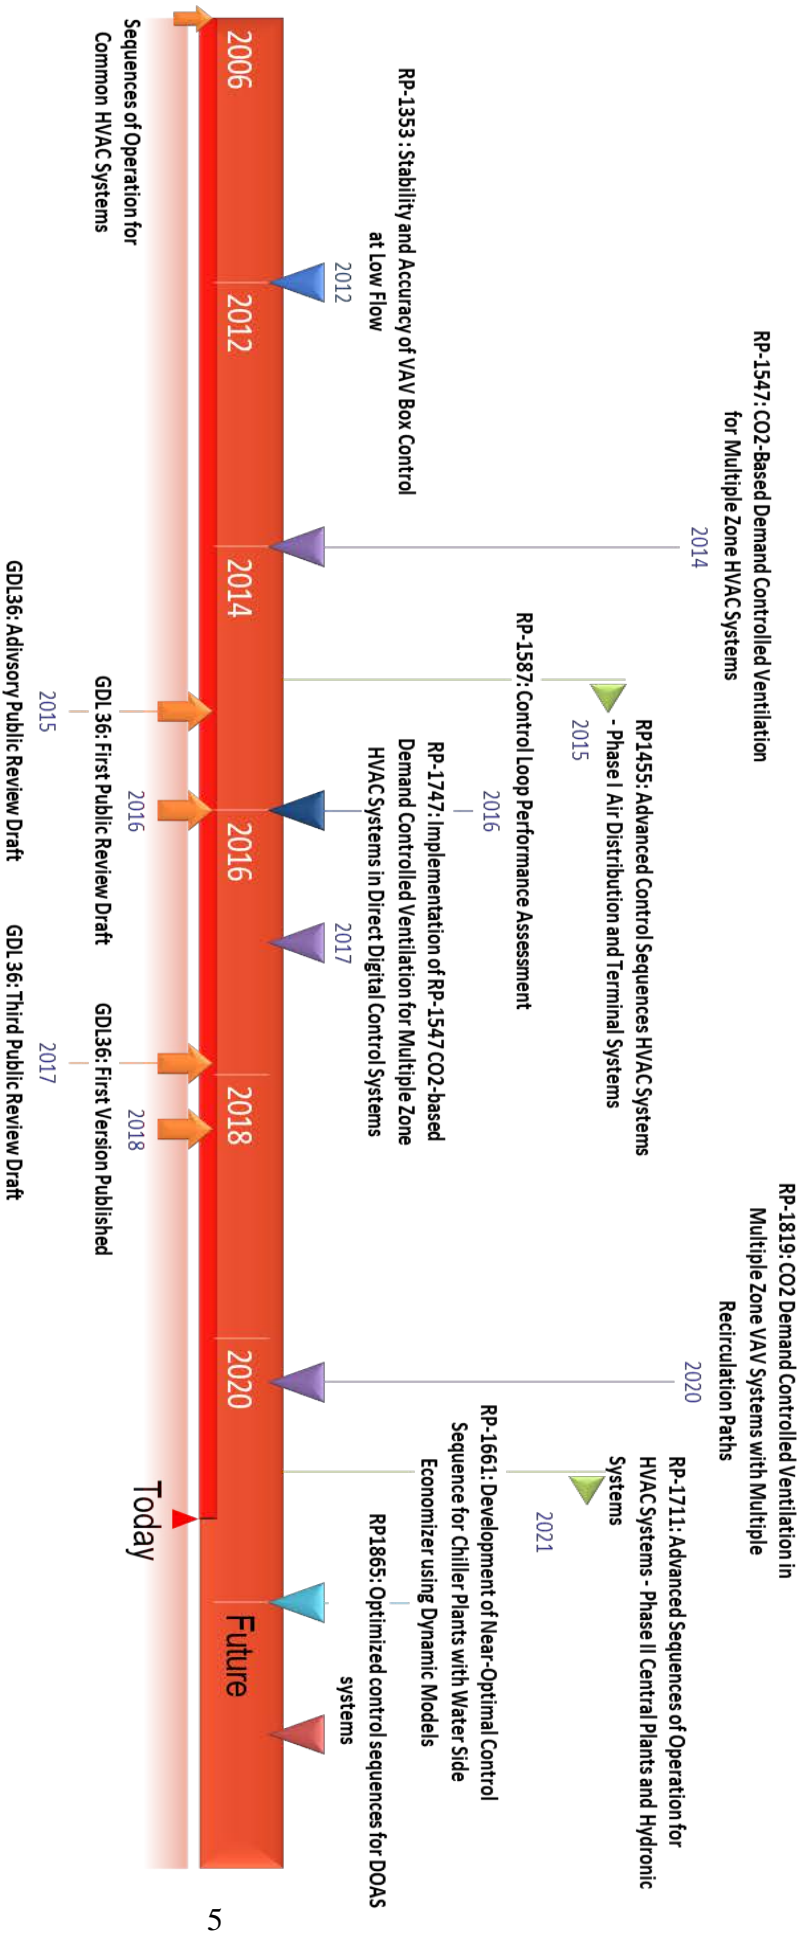 RP-1547: CO2-Based Demand Controlled Ventilation
for Multiple Zone HVAC Systems
2014
RP-1819: CO2 Demand Controlled Ventilation in
Multiple Zone VAV Systems with Multiple
Recirculation Paths
2020
RP1455: Advanced Control Sequences HVAC Systems
- Phase I Air Distribution and Terminal Systems
2015
RP-1711: Advanced Sequences of Operation for
HVAC Systems - Phase II Central Plants and Hydronic
Systems
2021
RP-1587: Control Loop Performance Assessment
2016
RP-1661: Development of Near-Optimal Control
Sequence for Chiller Plants with Water Side
Economizer using Dynamic Models
RP-1353 : Stability and Accuracy of VAV Box Control
at Low Flow
2012
RP-1747: Implementation of RP-1547 CO2-based
Demand Controlled Ventilation for Multiple Zone
HVAC Systems in Direct Digital Control Systems
2017
RP1865: Optimized control sequences for DOAS
systems
2006
2012
2014
2016
2018
2020
Future
Today
Sequences of Operation for
Common HVAC Systems
2016
GDL 36: First Public Review Draft
2018
GDL36: First Version Published
2015
GDL36: Adivsory Public Review Draft
2017
GDL 36: Third Public Review Draft
5